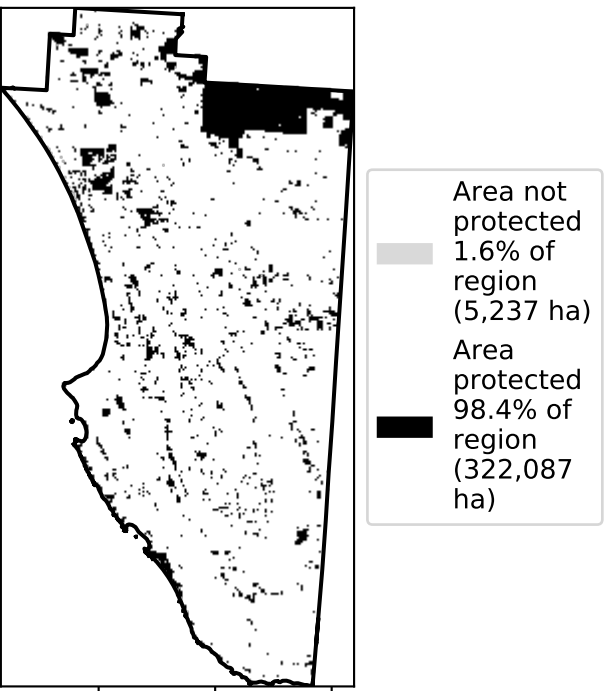 Area not
protected
1.6% of
region
(5,237 ha)
Area
protected
98.4% of
region
(322,087
ha)